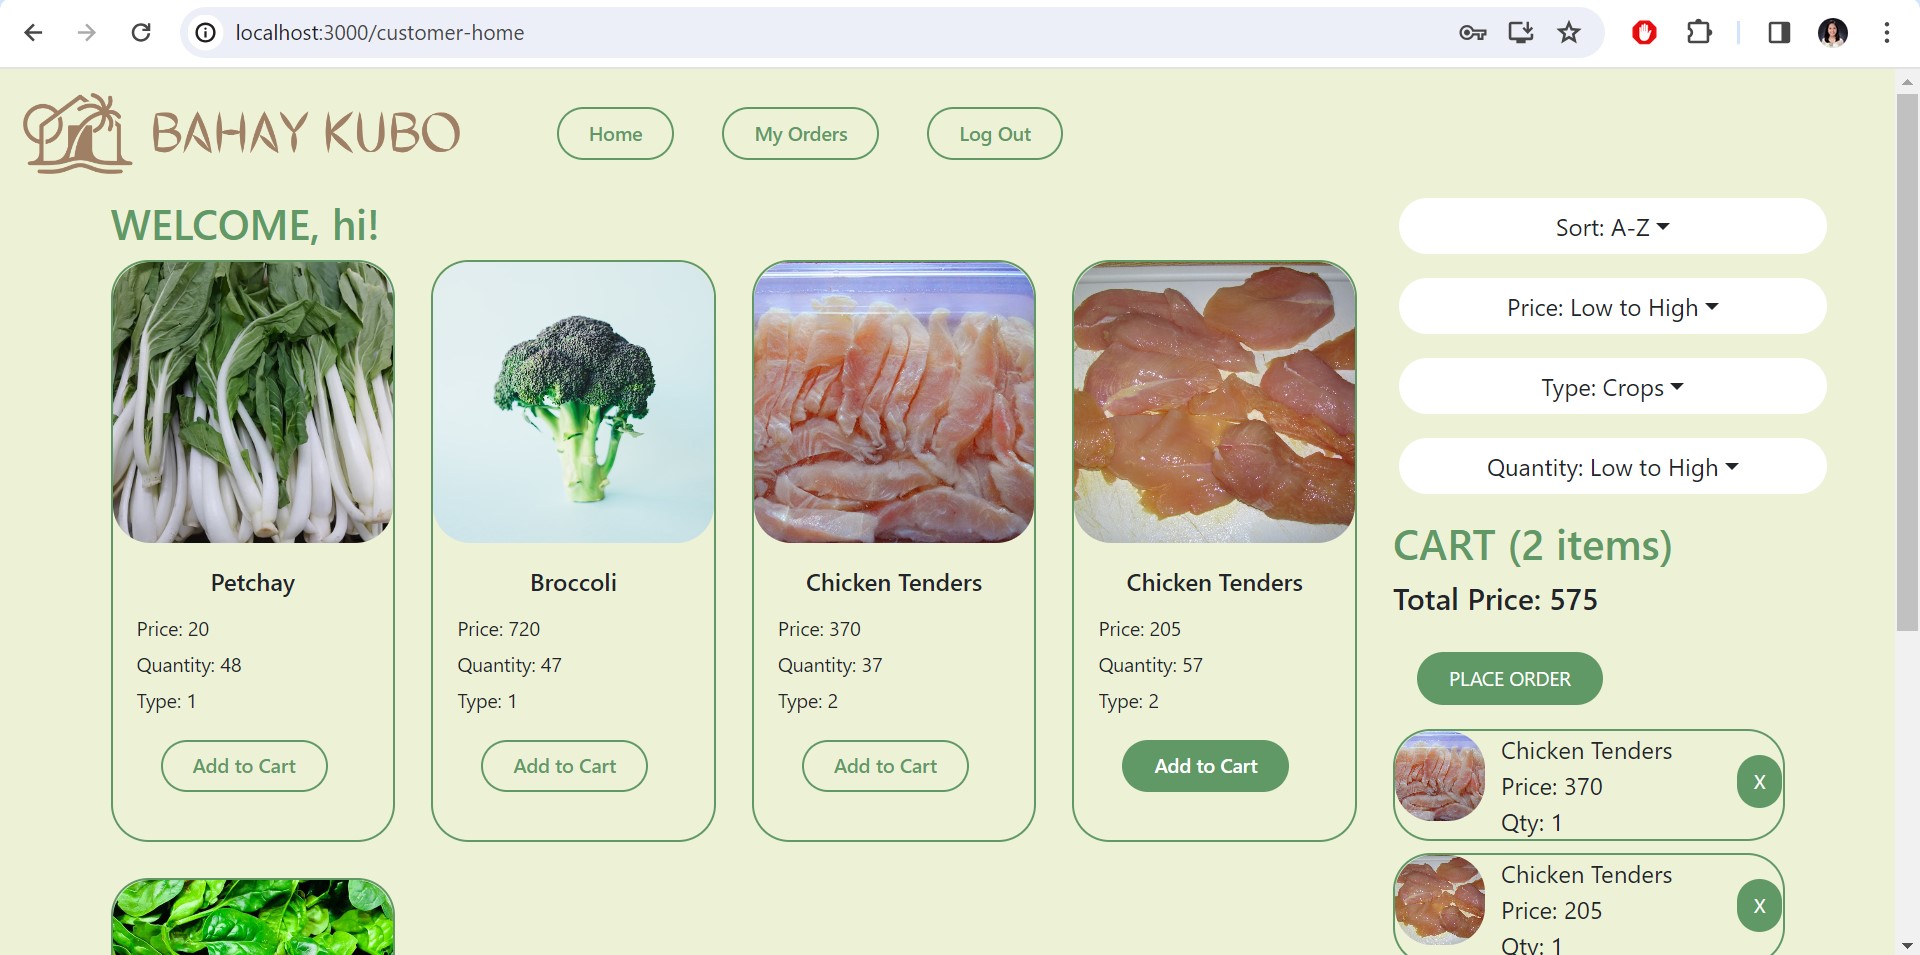 localhost:3000/customer-home
BAHAY KUBO
Home
My Orders
Log Out
WELCOME, hi!
Petchay
Price: 20
Quantity: 48
Type: 1
Add to Cart
Broccoli
Price: 720
Quantity: 47
Type: 1
Add to Cart
Chicken Tenders
Price: 370
Quantity: 37
Type: 2
Add to Cart
Chicken Tenders
Price: 205
Quantity: 57
Type: 2
Add to Cart
Sort: A-Z
Price: Low to High
Type: Crops
Quantity: Low to High
CART (2 items)
Total Price: 575
PLACE ORDER
Chicken Tenders
Price: 370
Qty: 1
X
Chicken Tenders
Price: 205
Qty: 1
X